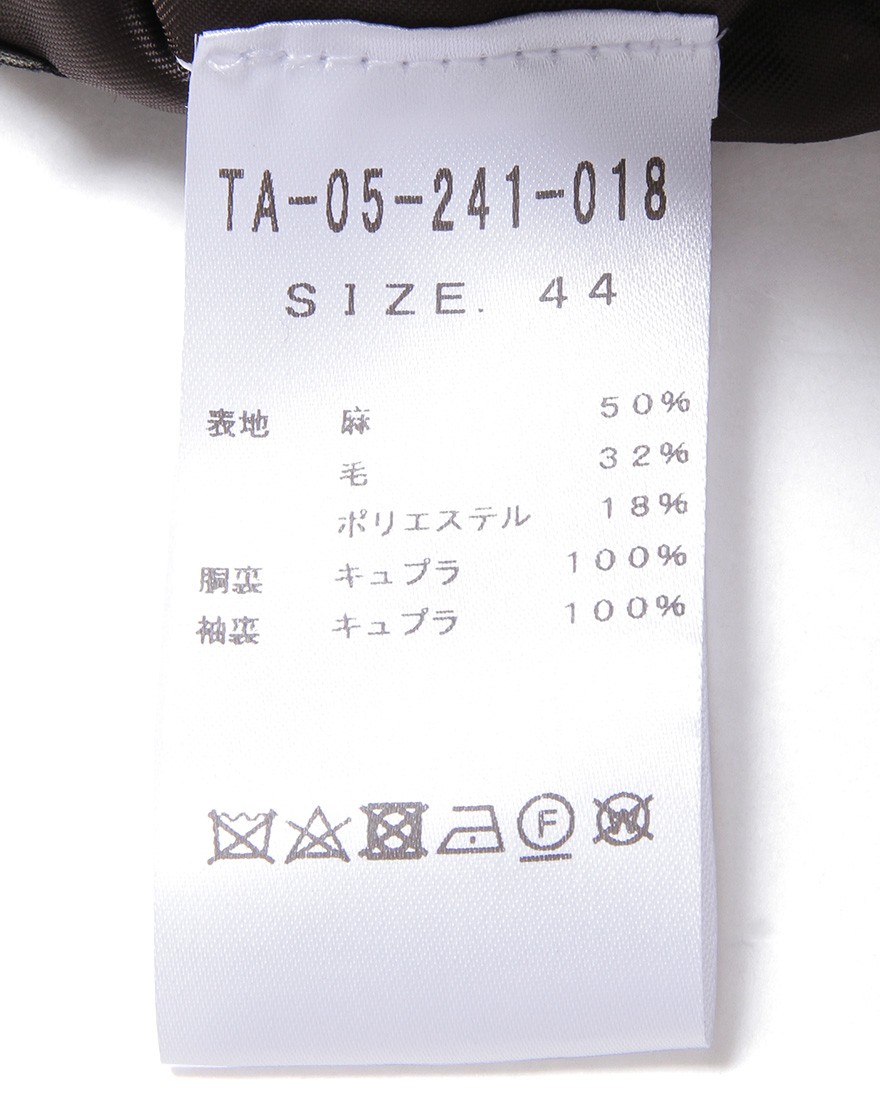 TA-05-241-018
SIZE. 44
表地 麻 50%
毛 32%
ポリエステル 18%
胴裏 キュプラ 100%
袖裏 キュプラ 100%
F
W